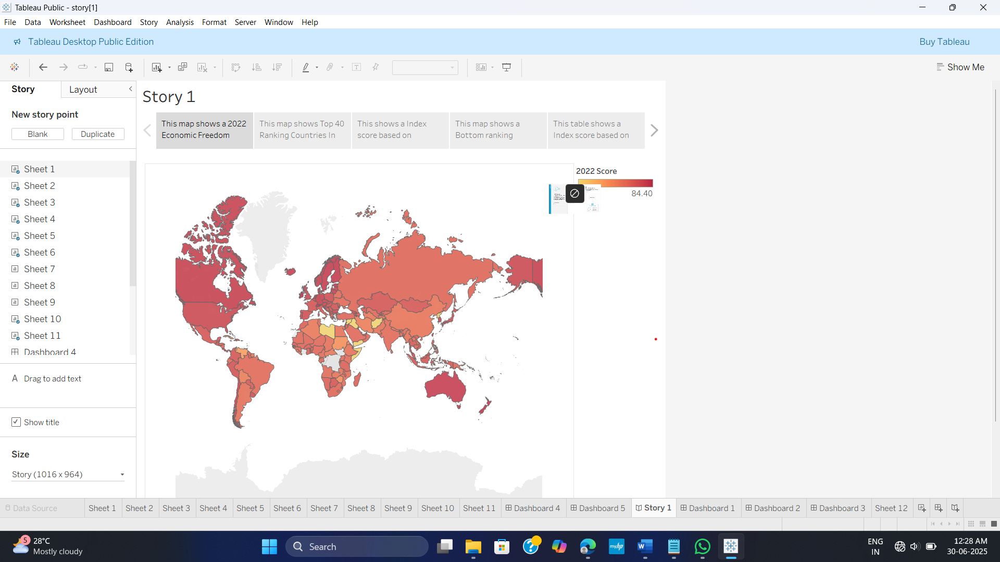 Tableau Public - story[1]
File Data Worksheet Dashboard Story Analysis Format Server Window Help
Tableau Desktop Public Edition
Buy Tableau
Show Me
Story
Layout
New story point
Blank
Duplicate
Sheet 1
Sheet 2
Sheet 3
Sheet 4
Sheet 5
Sheet 6
Sheet 7
Sheet 8
Sheet 9
Sheet 10
Sheet 11
Dashboard 4
A Drag to add text
Show title
Size
Story (1016 x 964)
Story 1
This map shows a 2022
Economic Freedom
This map shows Top 40
Ranking Countries In
This shows a Index
score based on
This map shows a
Bottom ranking
This table shows a
Index score based on
2022 Score
84.40
Data Source Sheet 1 Sheet 2 Sheet 3 Sheet 4 Sheet 5 Sheet 6 Sheet 7 Sheet 8 Sheet 9 Sheet 10 Sheet 11 Dashboard 4 Dashboard 5 Story 1 Dashboard 1 Dashboard 2 Dashboard 3 Sheet 12
5
28°C
Mostly cloudy
Search
myhp
W
ENG
IN
12:28 AM
30-06-2025